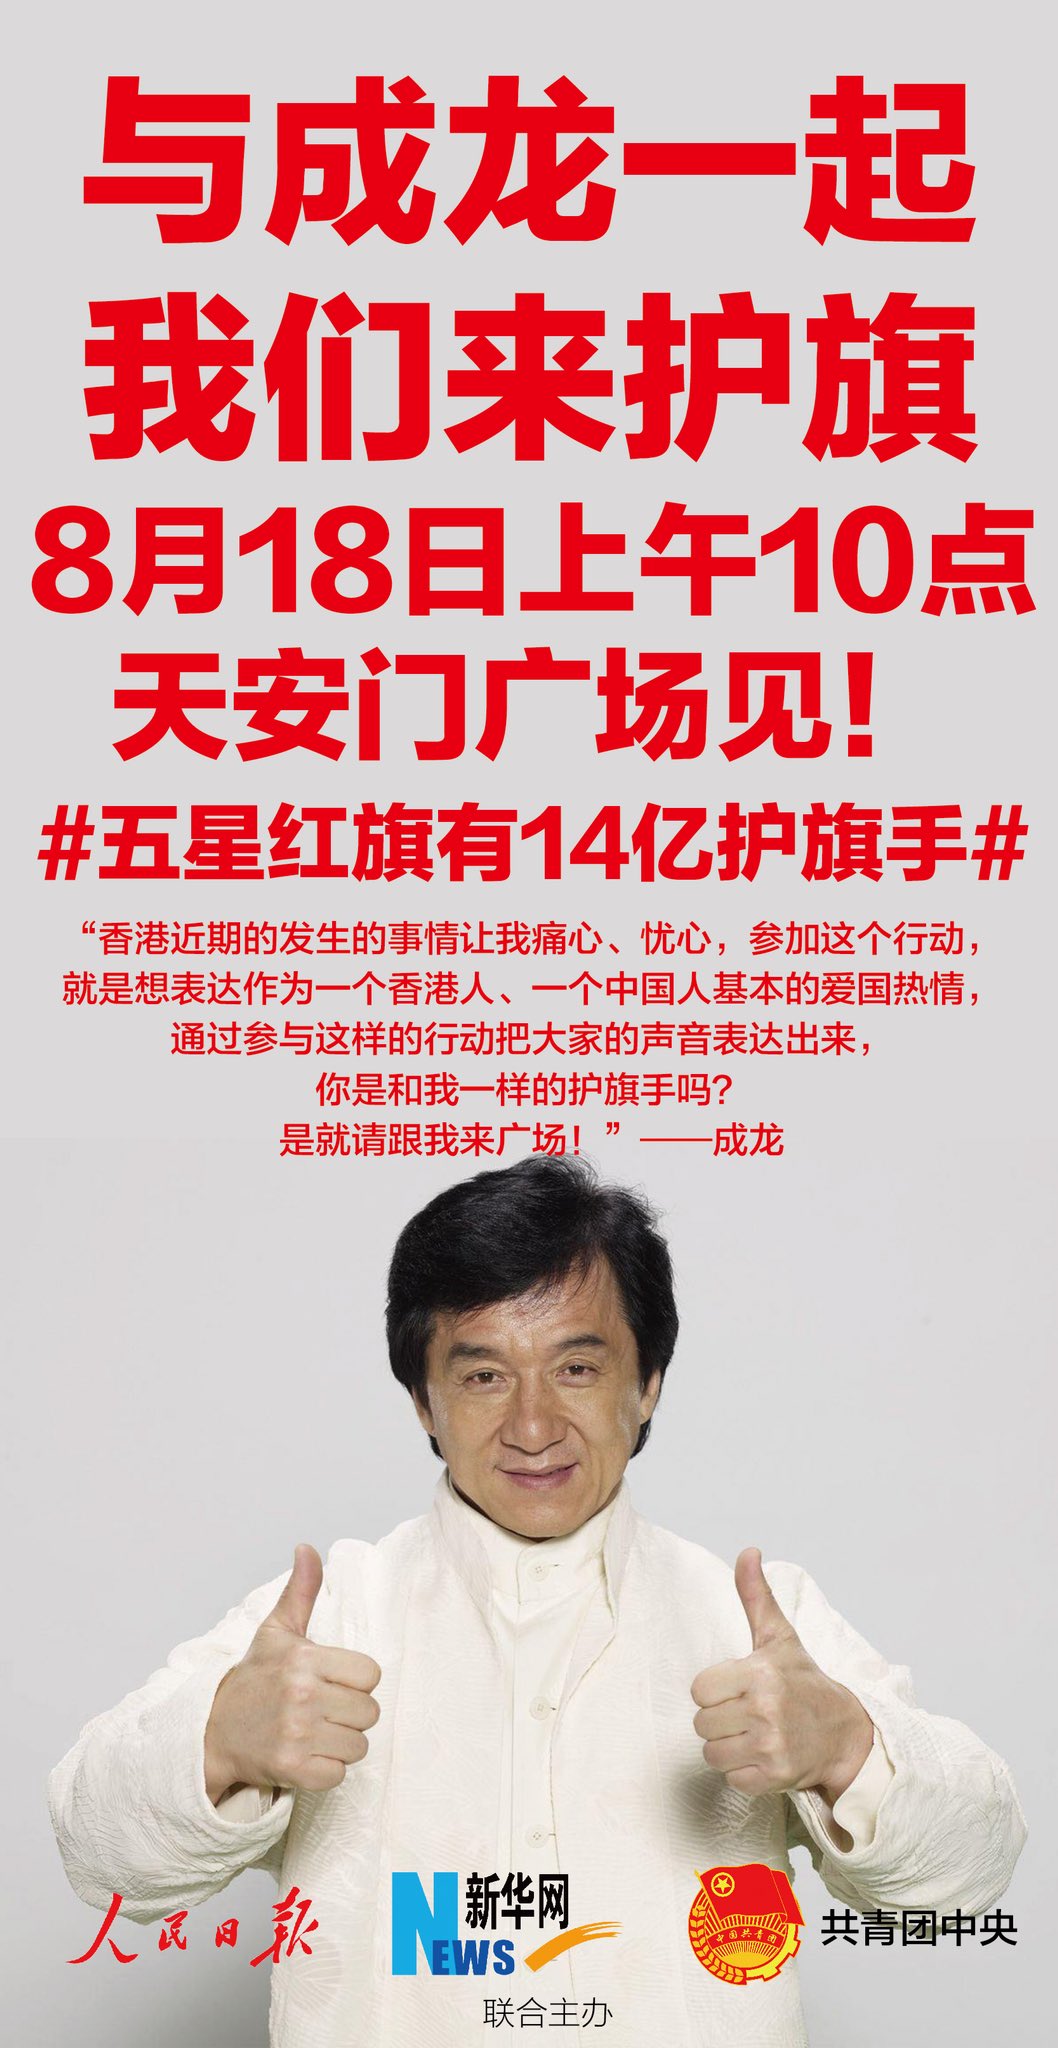 与成龙一起
我们来护旗
8月18日上午10点
天安门广场见！
#五星红旗有14亿护旗手#
“香港近期的发生的事情让我痛心、忧心，参加这个行动，
就是想表达作为一个香港人、一个中国人基本的爱国热情，
通过参与这样的行动把大家的声音表达出来，
你是和我一样的护旗手吗？
是就请跟我来广场！”——成龙
人民日报
新华网
NEWS
中国共青团
共青团中央
联合主办